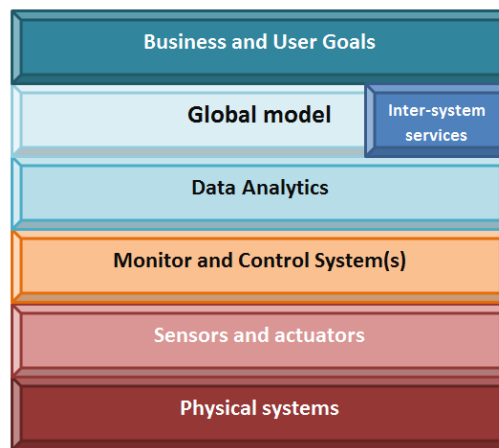 Business and User Goals
Global model
Inter-system
services
Data Analytics
Monitor and Control System(s)
Sensors and actuators
Physical systems